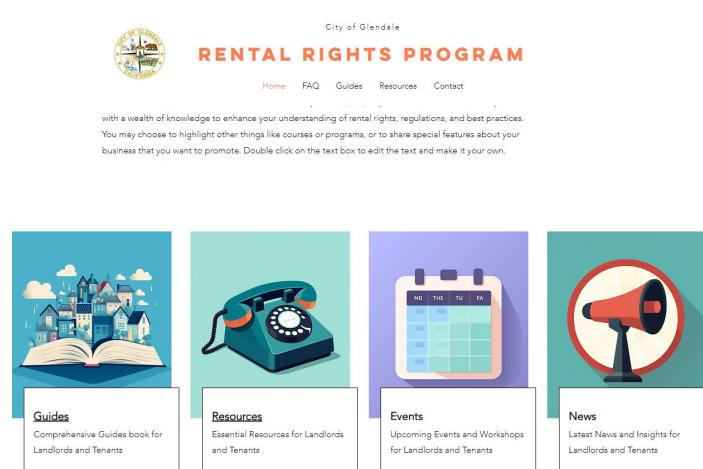 City of Glendale
RENTAL RIGHTS PROGRAM
CITY OF GLENDALE
CALIFORNIA
Home FAQ Guides Resources Contact
with a wealth of knowledge to enhance your understanding of rental rights, regulations, and best practices.
You may choose to highlight other things like courses or programs, or to share special features about your
business that you want to promote. Double click on the text box to edit the text and make it your own.
MO THE TU FA
Guides
Comprehensive Guides book for
Landlords and Tenants
Resources
Essential Resources for Landlords
and Tenants
Events
Upcoming Events and Workshops
for Landlords and Tenants
News
Latest News and Insights for
Landlords and Tenants